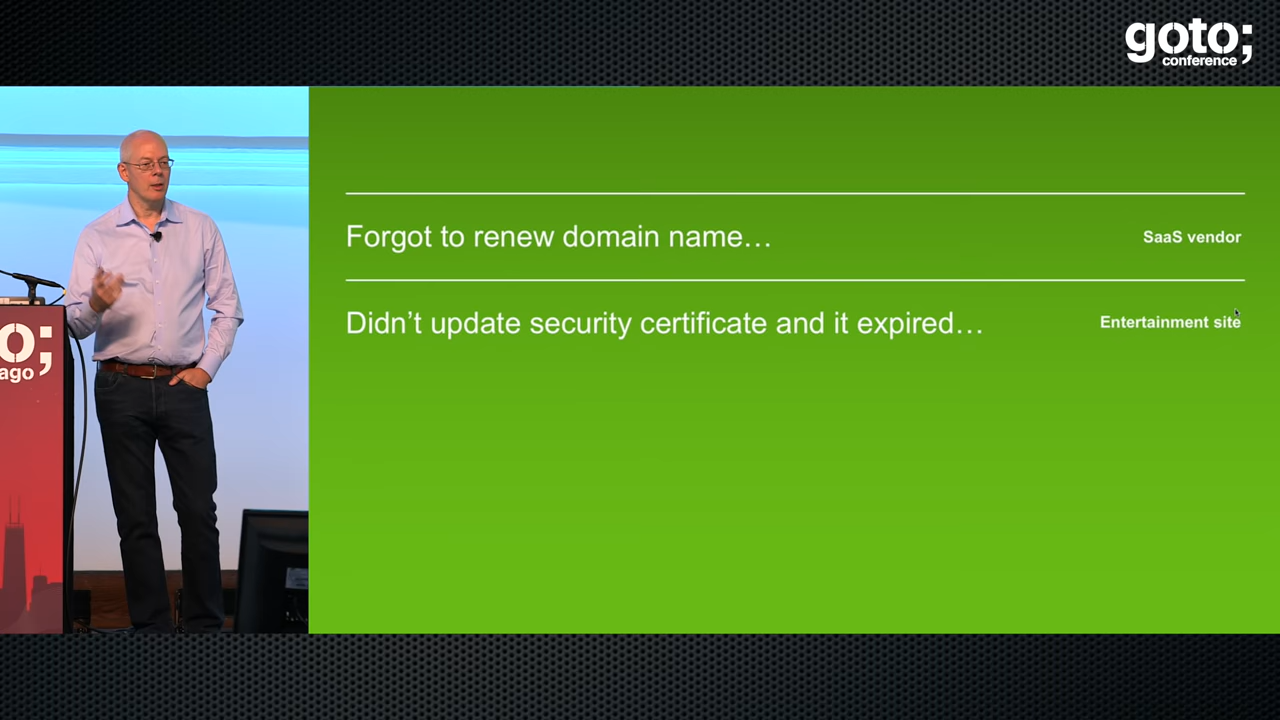 goto;
conference
Forgot to renew domain name…
SaaS vendor
Didn’t update security certificate and it expired…
Entertainment site
o;
ago